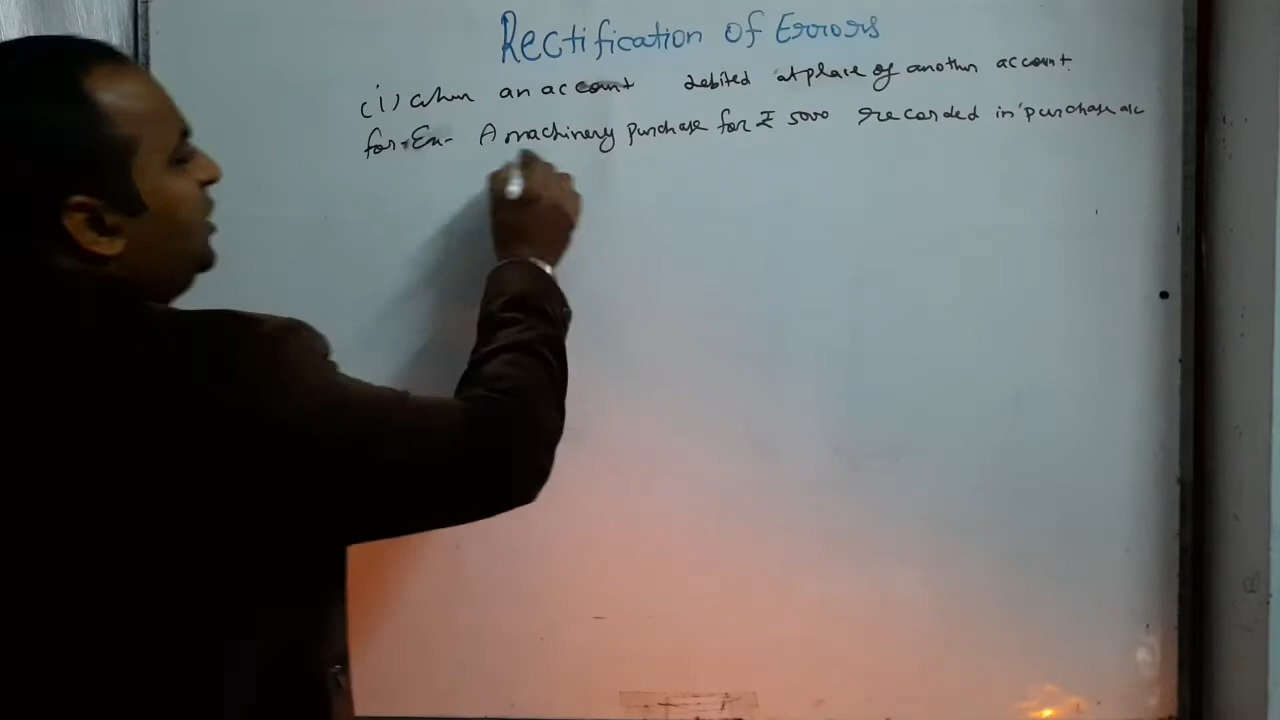 Rectification of Errors
(i) When an account debited at place of another account.
for-Ex- A machinery purchase for ₹ 5000 recorded in 'purchase a/c